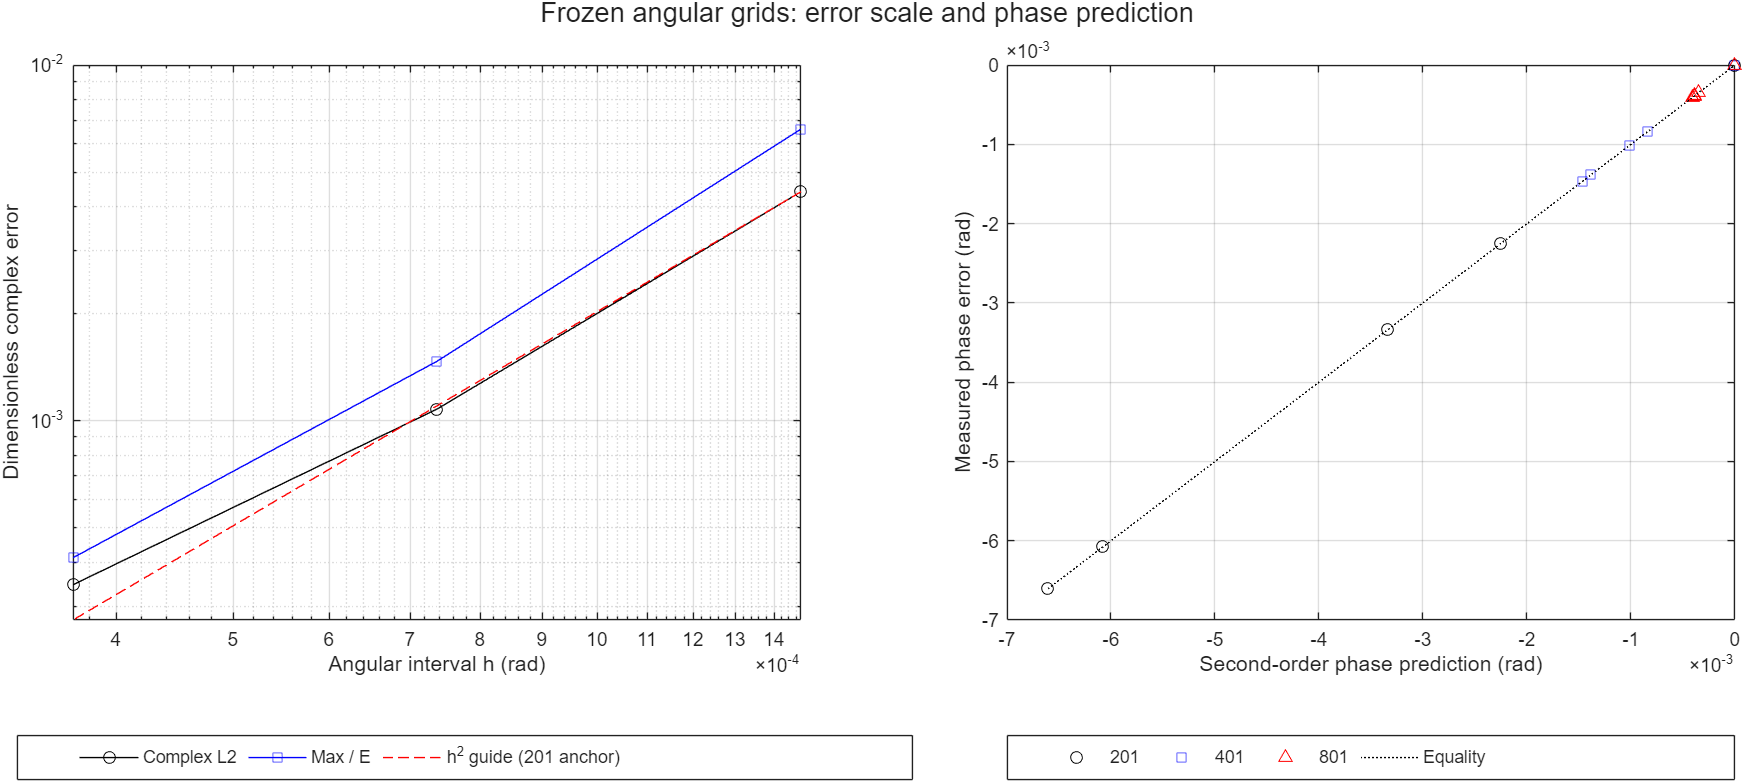 Frozen angular grids: error scale and phase prediction
10-2
10-3
Dimensionless complex error
4 5 6 7 8 9 10 11 12 13 14
Angular interval h (rad)
×10-4
Complex L2 Max / E h2 guide (201 anchor)
×10-3
0
-1
-2
-3
-4
-5
-6
-7
Measured phase error (rad)
-7 -6 -5 -4 -3 -2 -1 0
Second-order phase prediction (rad)
×10-3
201 401 801 Equality